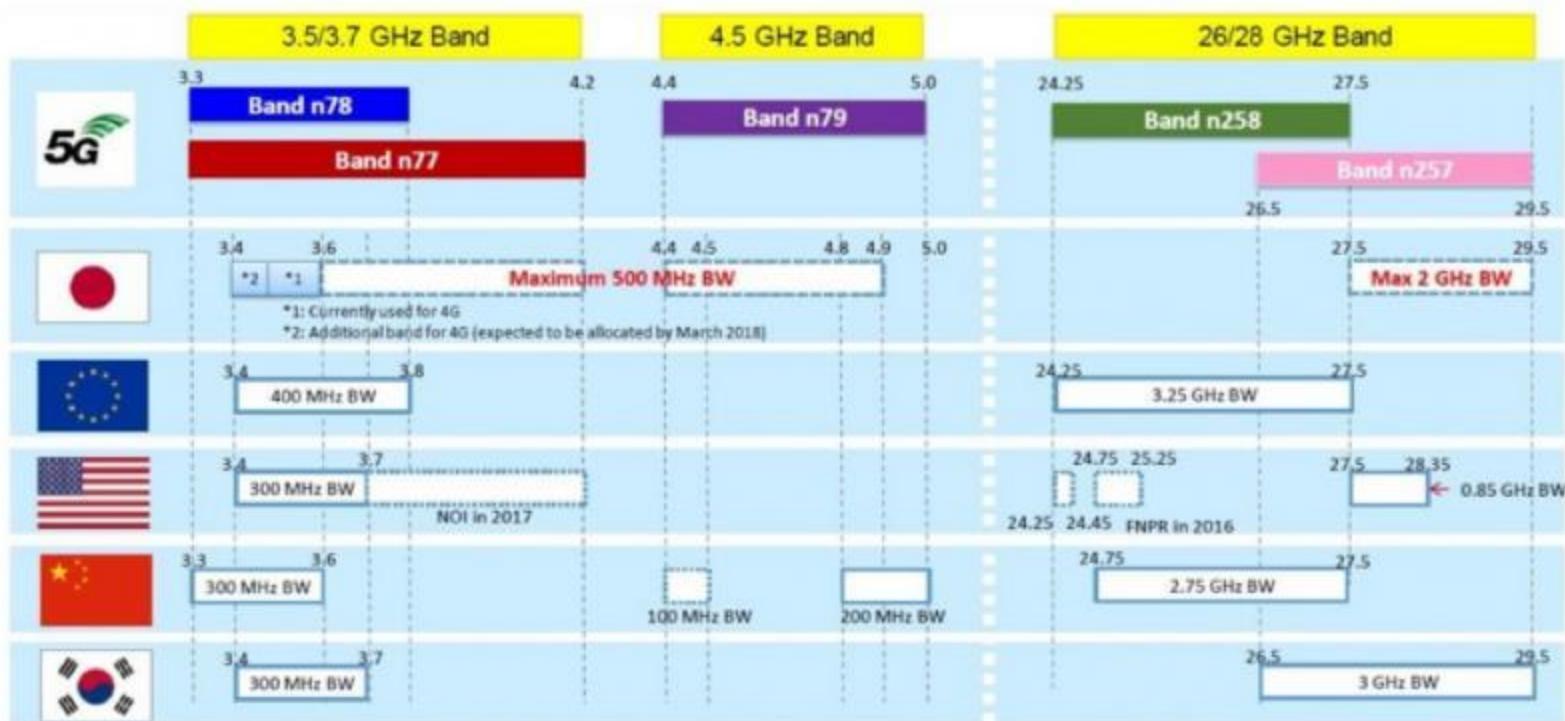 3.5/3.7 GHz Band 4.5 GHz Band 26/28 GHz Band
3.3 4.2 4.4 5.0 24.25 27.5
5G Band n78 Band n79 Band n258
Band n77 Band n257
26.5 29.5
3.4 3.6 4.4 4.5 4.8 4.9 5.0 27.5 29.5
*2 *1 Maximum 500 MHz BW Max 2 GHz BW
*1: Currently used for 4G
*2: Additional band for 4G (expected to be allocated by March 2018)
3.4 3.8 24.25 27.5
400 MHz BW 3.25 GHz BW
3.4 3.7 24.75 25.25 27.5 28.35
300 MHz BW 0.85 GHz BW
NOI in 2017 24.25 24.45 FNPR in 2016
3.3 3.6 24.75 27.5
300 MHz BW 2.75 GHz BW
100 MHz BW 200 MHz BW
3.4 3.7 26.5 29.5
300 MHz BW 3 GHz BW